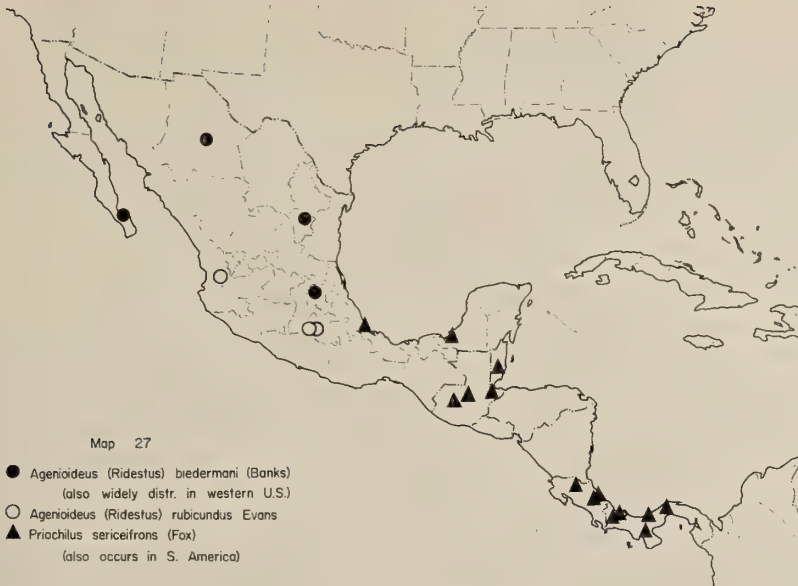 Map 27
Agenioideus (Ridestus) biedermani (Banks)
(also widely distr. in western U.S.)
Agenioideus (Ridestus) rubicundus Evans
Priochilus sericeifrons (Fox)
(also occurs in S. America)